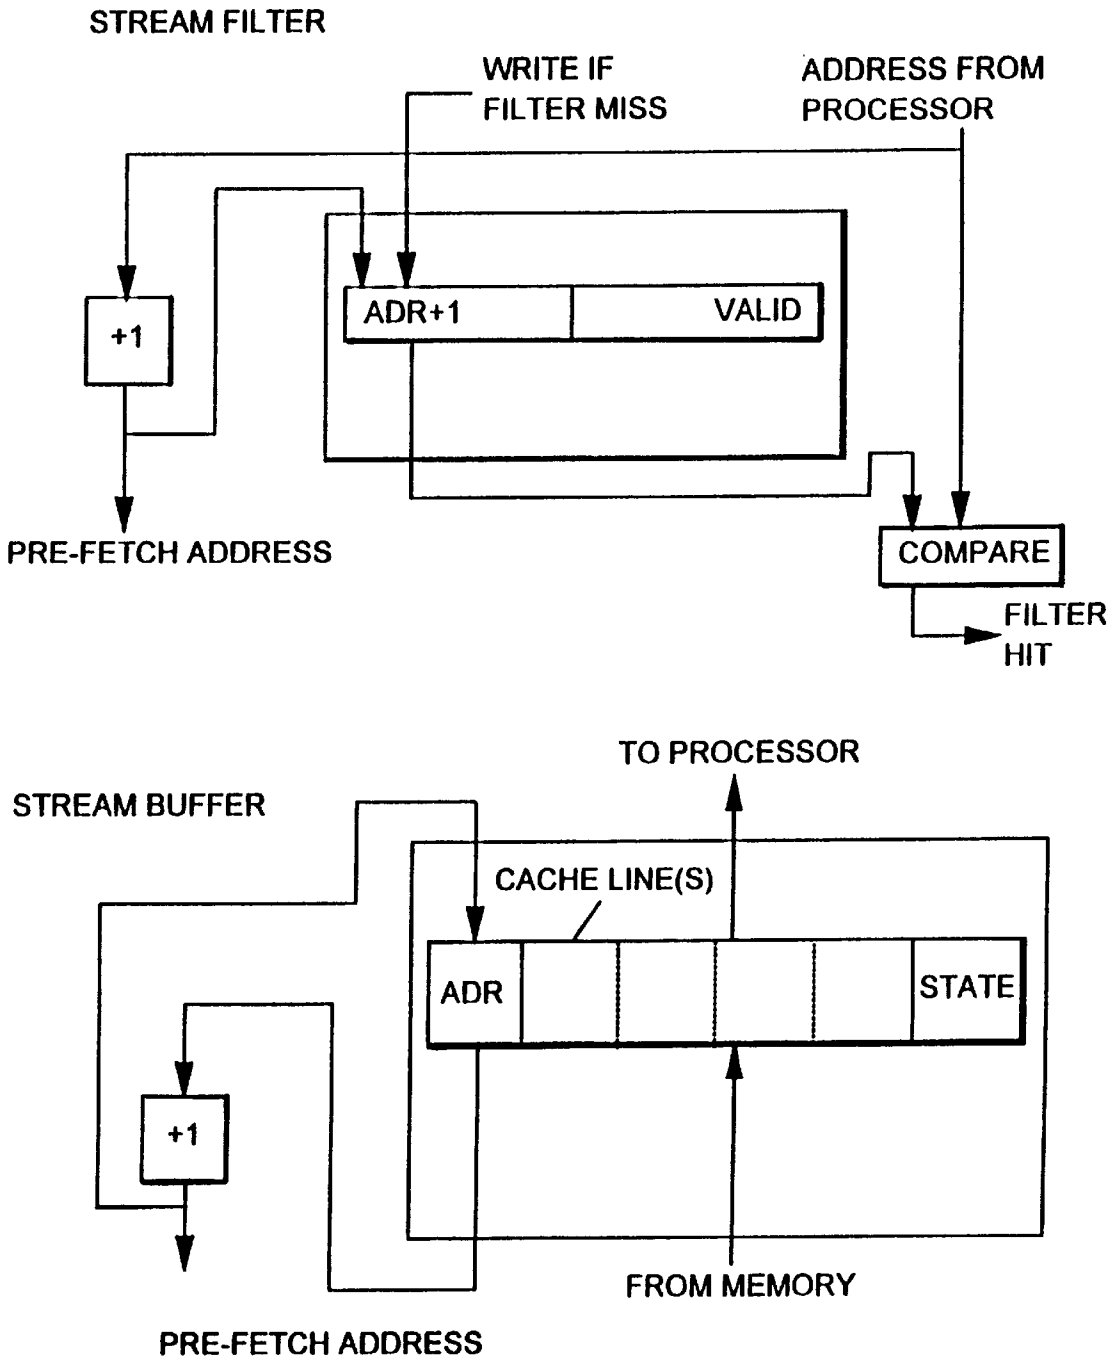 STREAM FILTER
WRITE IF
FILTER MISS
ADDRESS FROM
PROCESSOR
ADR+1
VALID
+1
PRE-FETCH ADDRESS
COMPARE
FILTER
HIT
TO PROCESSOR
STREAM BUFFER
CACHE LINE(S)
ADR
STATE
+1
FROM MEMORY
PRE-FETCH ADDRESS